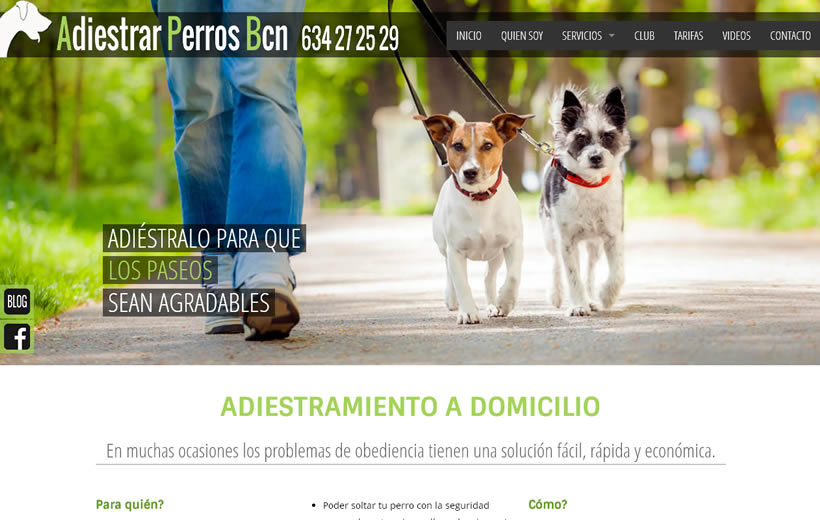 Adiestrar Perros Bcn 634 27 25 29
INICIO QUIEN SOY SERVICIOS CLUB TARIFAS VIDEOS CONTACTO
ADIÉSTRALO PARA QUE
LOS PASEOS
SEAN AGRADABLES
BLOG
ADIESTRAMIENTO A DOMICILIO
En muchas ocasiones los problemas de obediencia tienen una solución fácil, rápida y económica.
Para quién?
• Poder soltar tu perro con la seguridad
Cómo?